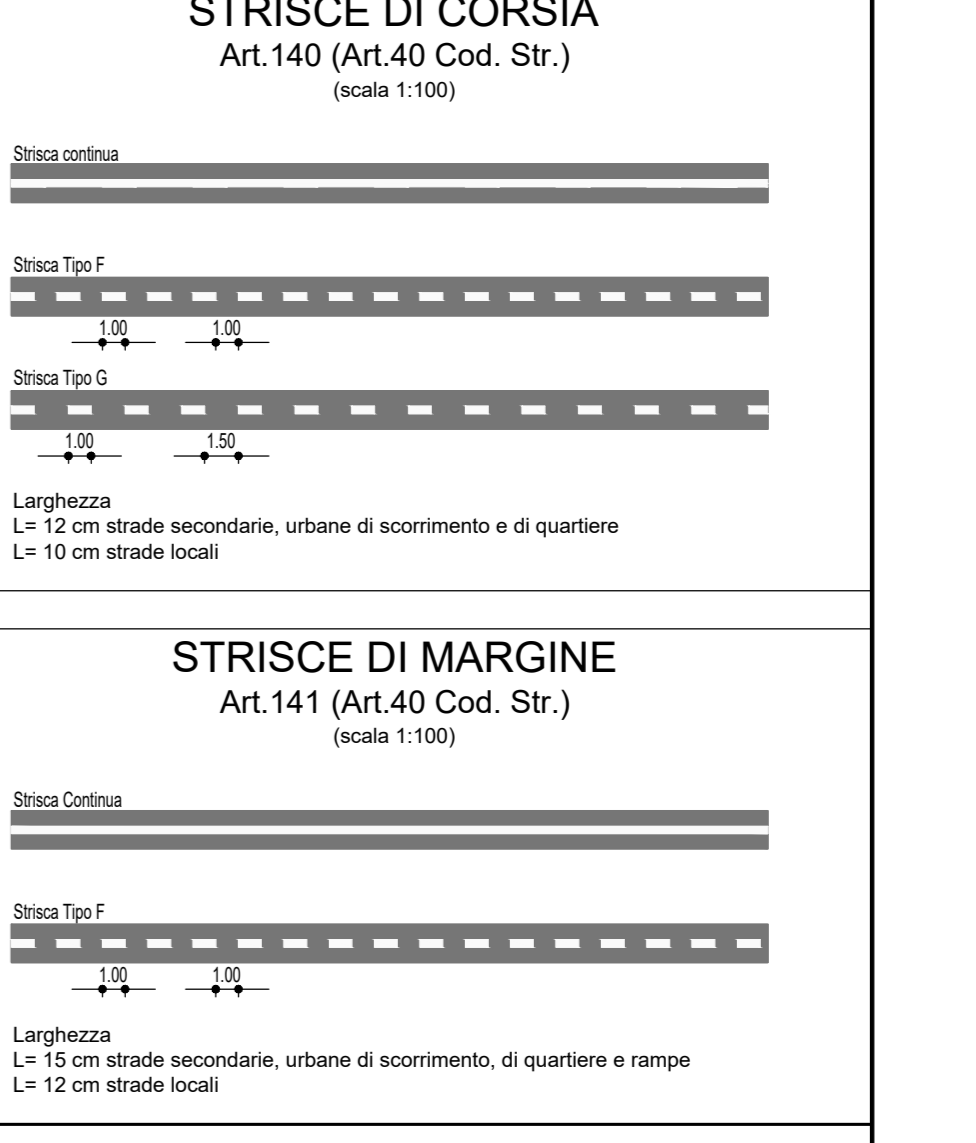 STRISCE DI CORSIA
Art.140 (Art.40 Cod. Str.)
(scala 1:100)
Strisca continua
Strisca Tipo F
1.00 1.00
Strisca Tipo G
1.00 1.50
Larghezza
L= 12 cm strade secondarie, urbane di scorrimento e di quartiere
L= 10 cm strade locali
STRISCE DI MARGINE
Art.141 (Art.40 Cod. Str.)
(scala 1:100)
Strisca Continua
Strisca Tipo F
1.00 1.00
Larghezza
L= 15 cm strade secondarie, urbane di scorrimento, di quartiere e rampe
L= 12 cm strade locali